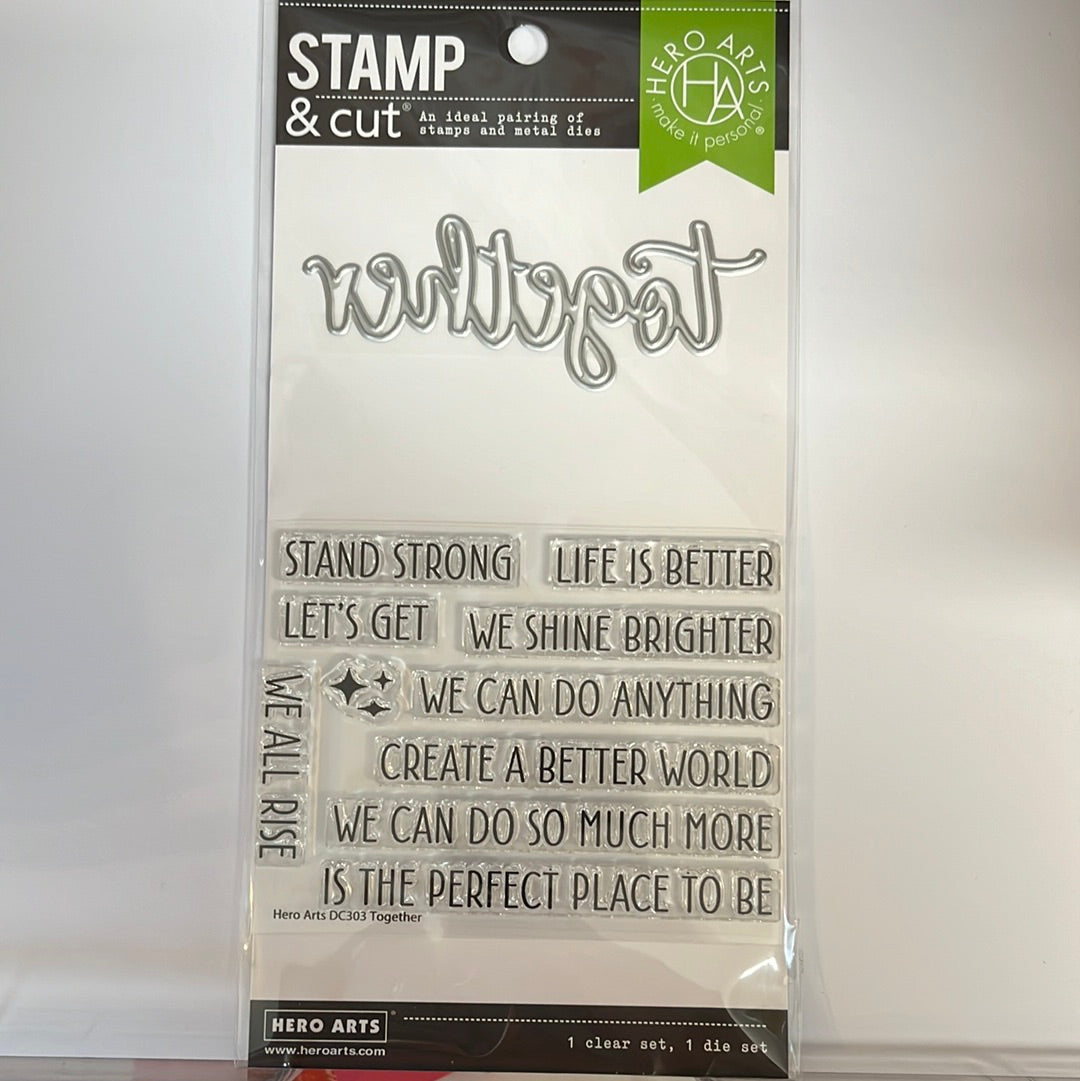 STAMP
& cut®
An ideal pairing of
stamps and metal dies
HERO ARTS
HA
· make it personal · ®
together
STAND STRONG
LIFE IS BETTER
LET'S GET
WE SHINE BRIGHTER
WE ALL RISE
WE CAN DO ANYTHING
CREATE A BETTER WORLD
WE CAN DO SO MUCH MORE
IS THE PERFECT PLACE TO BE
Hero Arts DC303 Together
HERO ARTS®
www.heroarts.com
1 clear set, 1 die set